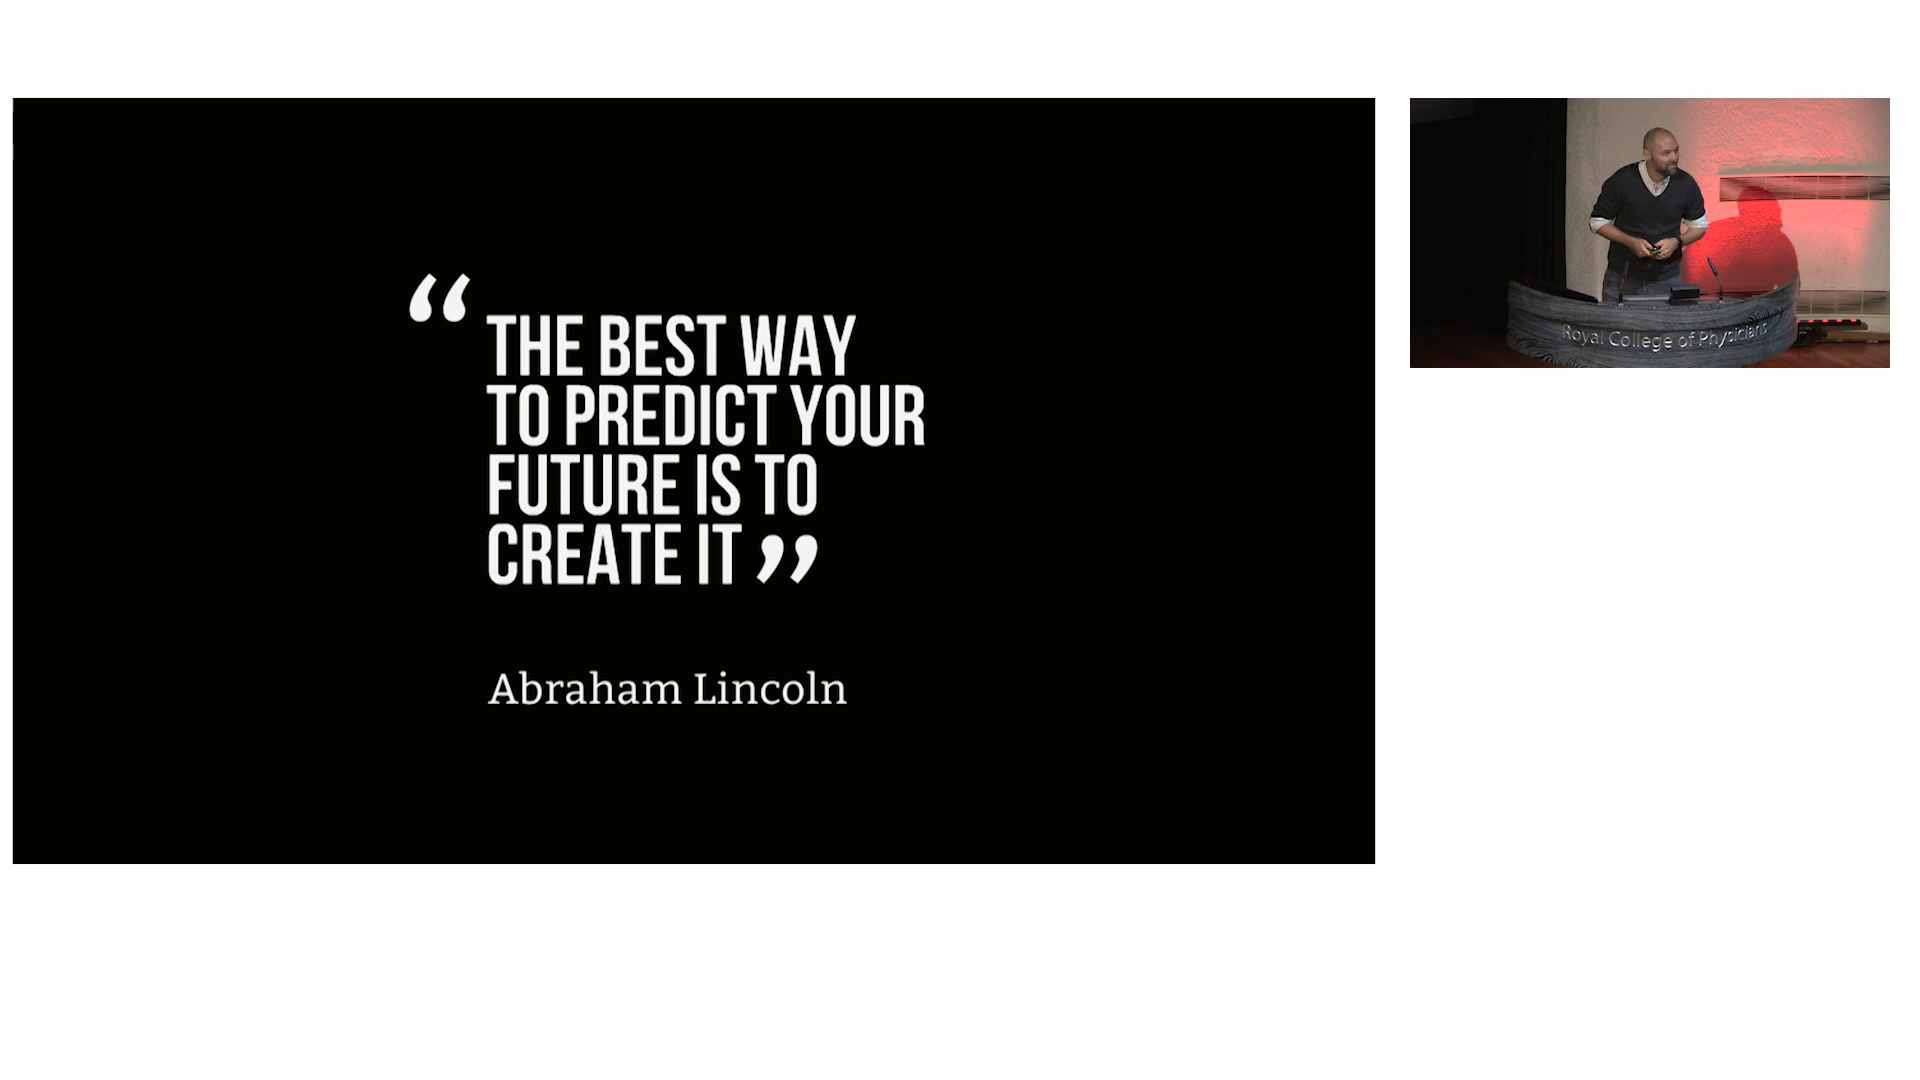 “THE BEST WAY
TO PREDICT YOUR
FUTURE IS TO
CREATE IT”
Abraham Lincoln
Royal College of Physicians